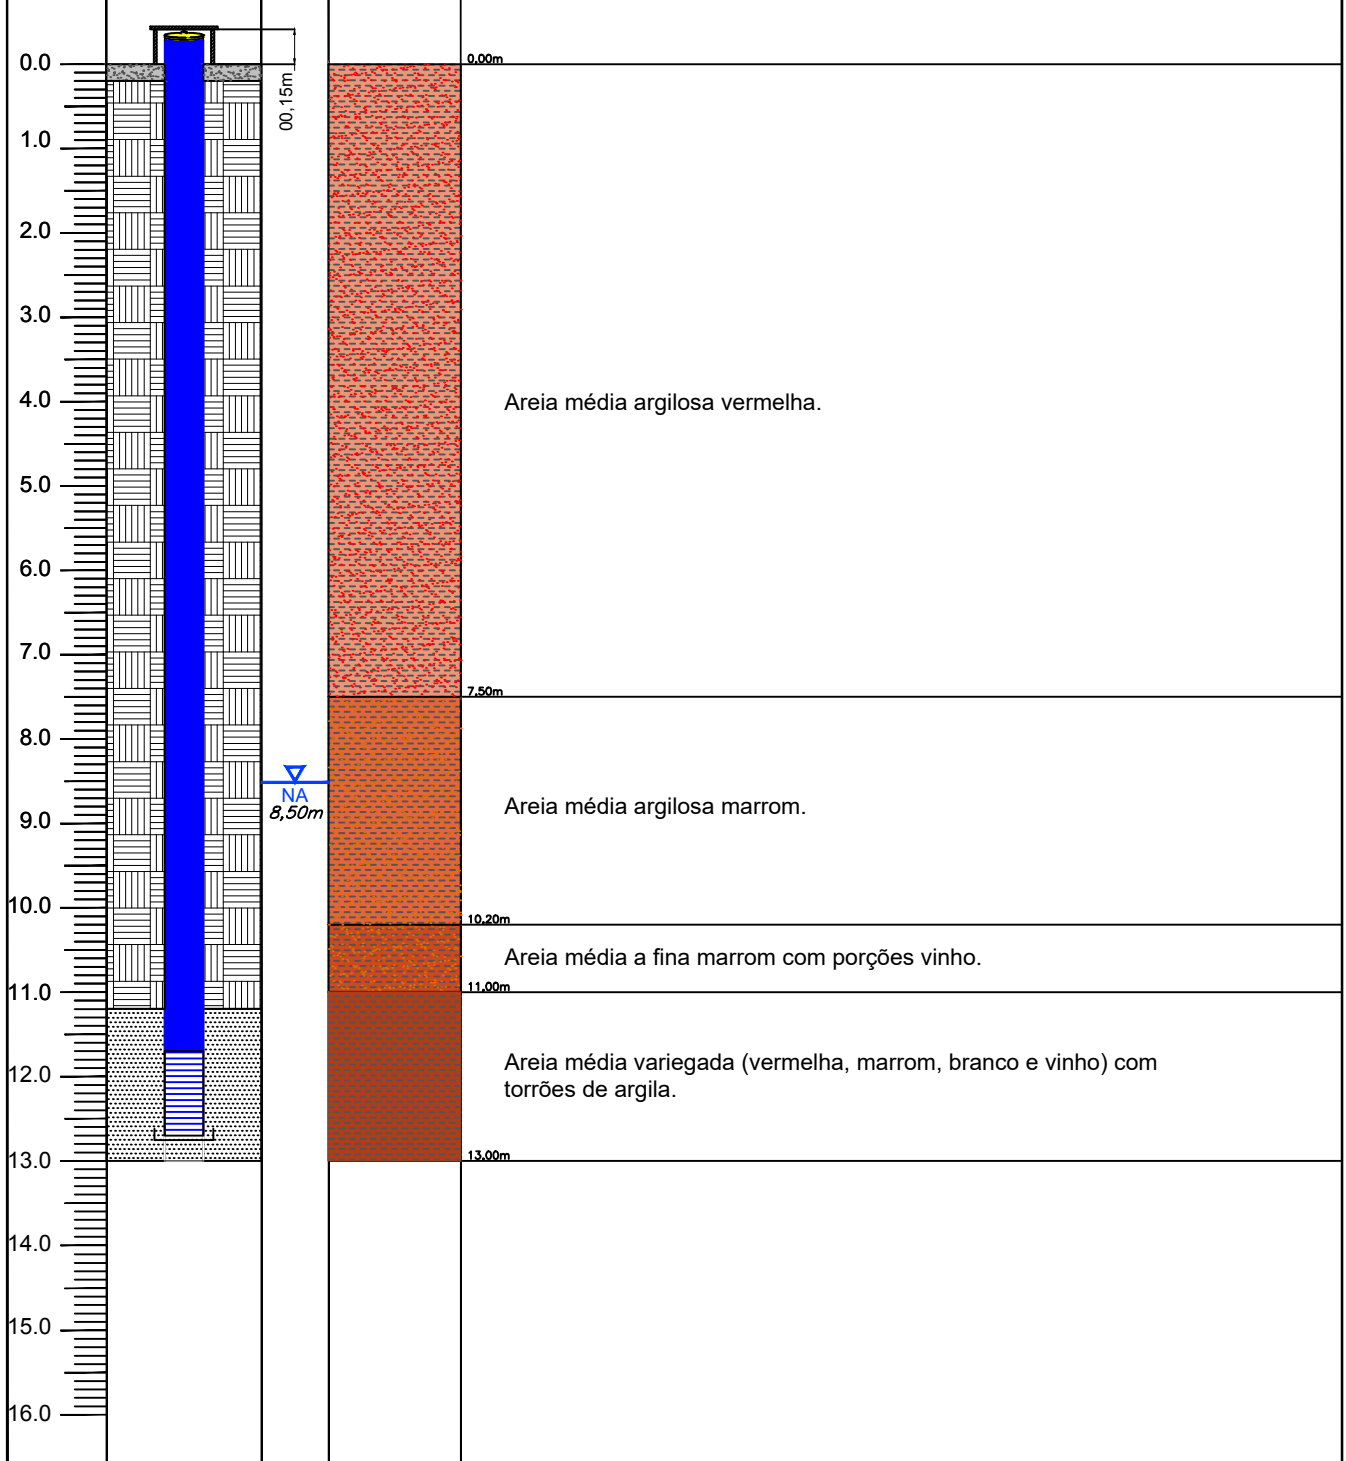 0.0
0.00m
00,15m
1.0
2.0
3.0
4.0
Areia média argilosa vermelha.
5.0
6.0
7.0
7.50m
8.0
NA
8,50m
Areia média argilosa marrom.
9.0
10.0
10.20m
Areia média a fina marrom com porções vinho.
11.0
11.00m
Areia média variegada (vermelha, marrom, branco e vinho) com
torrões de argila.
12.0
13.0
13.00m
14.0
15.0
16.0